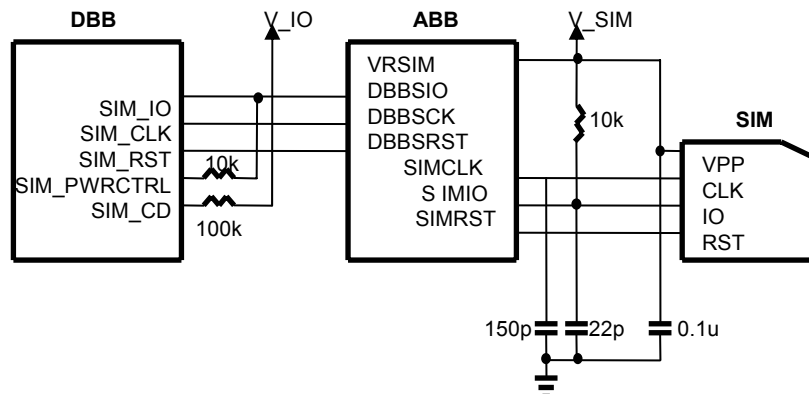 DBB
V_IO
ABB
V_SIM
SIM_IO
SIM_CLK
SIM_RST
SIM_PWRCTRL
SIM_CD
10k
100k
VRSIM
DBBSIO
DBBSCK
DBBSRST
SIMCLK
S IMIO
SIMRST
10k
SIM
VPP
CLK
IO
RST
150p
22p
0.1u